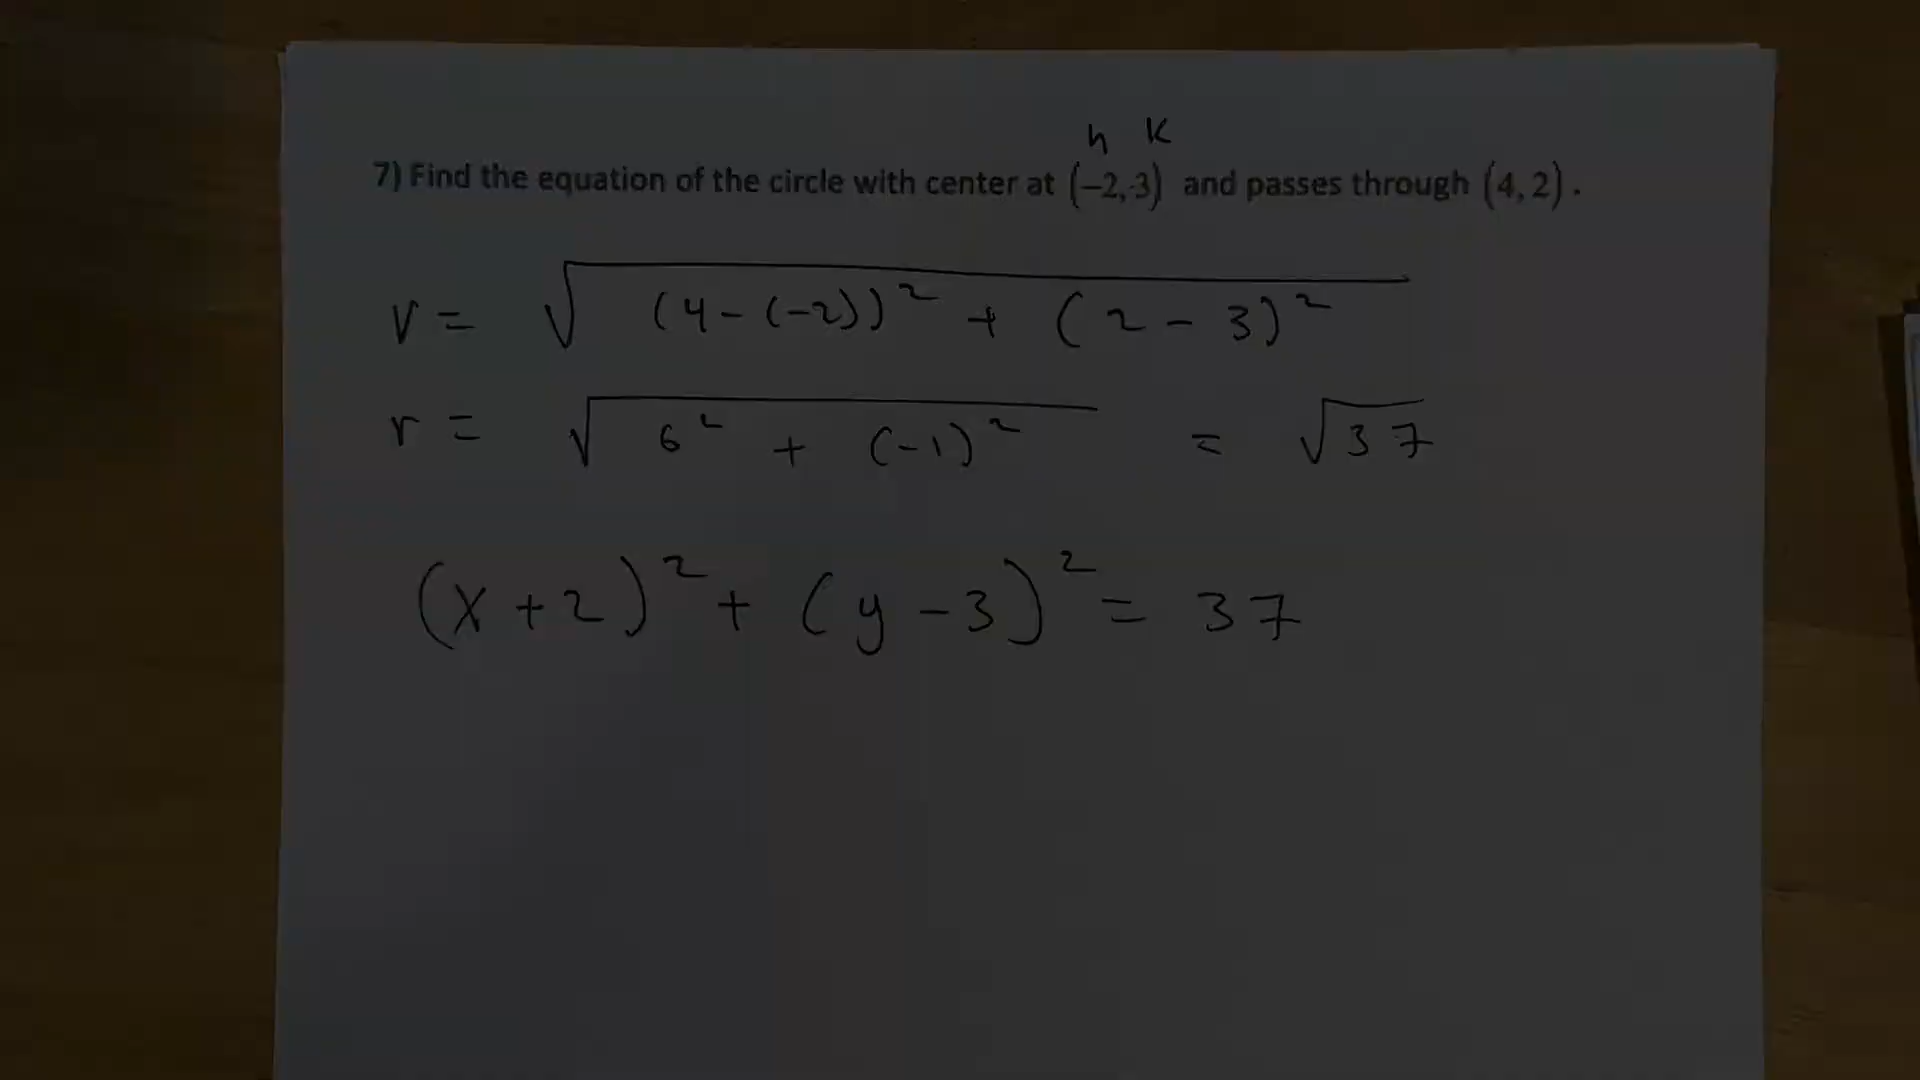 h k
7) Find the equation of the circle with center at (−2,3) and passes through (4,2).
r = √((4-(-2))² + (2-3)²)
r = √(6² + (-1)²) = √37
(x+2)² + (y-3)² = 37